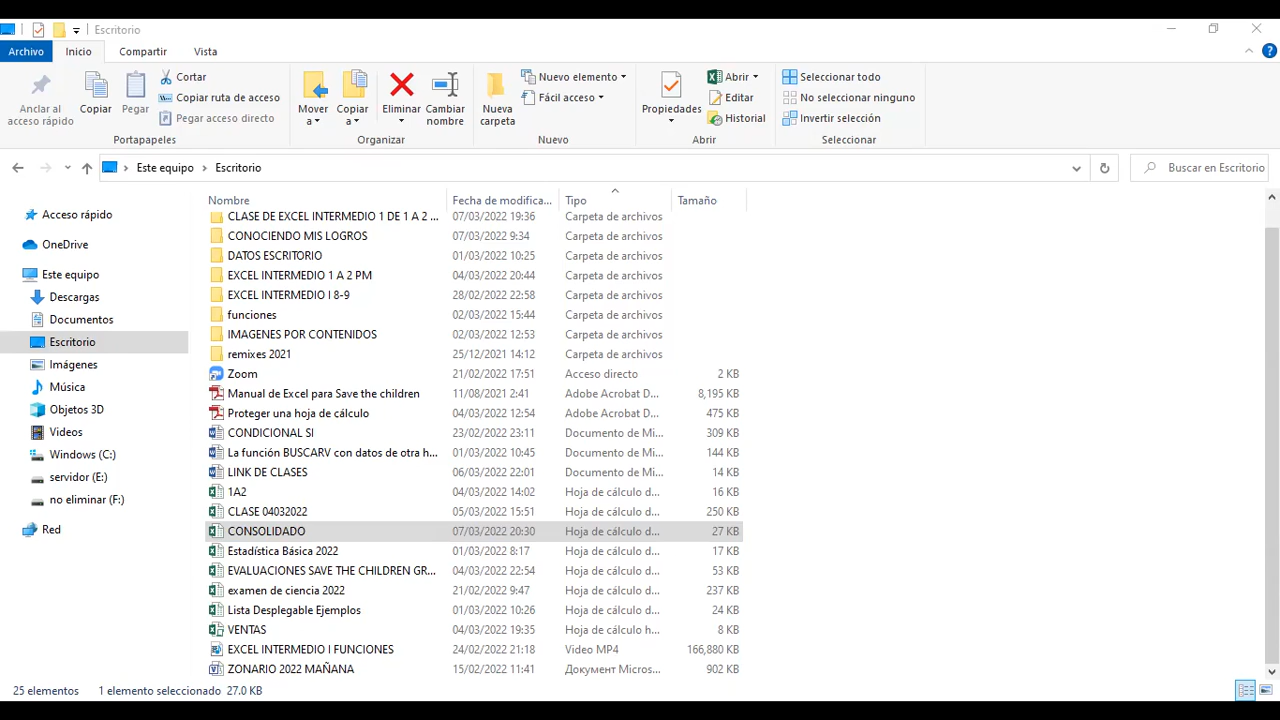 Escritorio
Archivo Inicio Compartir Vista
Anclar al acceso rápido
Copiar
Pegar
Cortar
Copiar ruta de acceso
Pegar acceso directo
Portapapeles
Mover a
Copiar a
Eliminar
Cambiar nombre
Organizar
Nueva carpeta
Nuevo elemento
Fácil acceso
Nuevo
Propiedades
Abrir
Editar
Historial
Abrir
Seleccionar todo
No seleccionar ninguno
Invertir selección
Seleccionar
Este equipo > Escritorio
Buscar en Escritorio
Acceso rápido
OneDrive
Este equipo
Descargas
Documentos
Escritorio
Imágenes
Música
Objetos 3D
Videos
Windows (C:)
servidor (E:)
no eliminar (F:)
Red
Nombre Fecha de modifica... Tipo Tamaño
CLASE DE EXCEL INTERMEDIO 1 DE 1 A 2 ... 07/03/2022 19:36 Carpeta de archivos
CONOCIENDO MIS LOGROS 07/03/2022 9:34 Carpeta de archivos
DATOS ESCRITORIO 01/03/2022 10:25 Carpeta de archivos
EXCEL INTERMEDIO 1 A 2 PM 04/03/2022 20:44 Carpeta de archivos
EXCEL INTERMEDIO I 8-9 28/02/2022 22:58 Carpeta de archivos
funciones 02/03/2022 15:44 Carpeta de archivos
IMAGENES POR CONTENIDOS 02/03/2022 12:53 Carpeta de archivos
remixes 2021 25/12/2021 14:12 Carpeta de archivos
Zoom 21/02/2022 17:51 Acceso directo 2 KB
Manual de Excel para Save the children 11/08/2021 2:41 Adobe Acrobat D... 8,195 KB
Proteger una hoja de cálculo 04/03/2022 12:54 Adobe Acrobat D... 475 KB
CONDICIONAL SI 23/02/2022 23:11 Documento de Mi... 309 KB
La función BUSCARV con datos de otra h... 01/03/2022 10:45 Documento de Mi... 144 KB
LINK DE CLASES 06/03/2022 22:01 Documento de Mi... 14 KB
1A2 04/03/2022 14:02 Hoja de cálculo d... 16 KB
CLASE 04032022 05/03/2022 15:51 Hoja de cálculo d... 250 KB
CONSOLIDADO 07/03/2022 20:30 Hoja de cálculo d... 27 KB
Estadística Básica 2022 01/03/2022 8:17 Hoja de cálculo d... 17 KB
EVALUACIONES SAVE THE CHILDREN GR... 04/03/2022 22:54 Hoja de cálculo d... 53 KB
examen de ciencia 2022 21/02/2022 9:47 Hoja de cálculo d... 237 KB
Lista Desplegable Ejemplos 01/03/2022 10:26 Hoja de cálculo d... 24 KB
VENTAS 04/03/2022 19:35 Hoja de cálculo h... 8 KB
EXCEL INTERMEDIO I FUNCIONES 24/02/2022 21:18 Video MP4 166,880 KB
ZONARIO 2022 MAÑANA 15/02/2022 11:41 Документ Micros... 902 KB
25 elementos 1 elemento seleccionado 27.0 KB